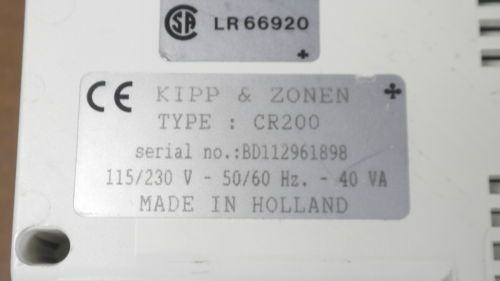 CSA LR 66920
CE KIPP & ZONEN
TYPE : CR200
serial no.:BD112961898
115/230 V - 50/60 Hz. - 40 VA
MADE IN HOLLAND